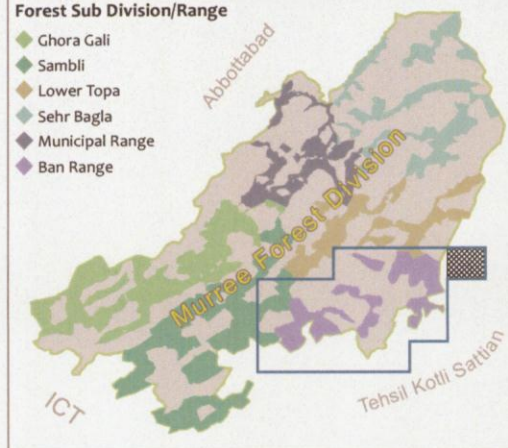 Forest Sub Division/Range
Ghora Gali
Sambli
Lower Topa
Sehr Bagla
Municipal Range
Ban Range
Abbottabad
Murree Forest Division
ICT
Tehsil Kotli Sattian